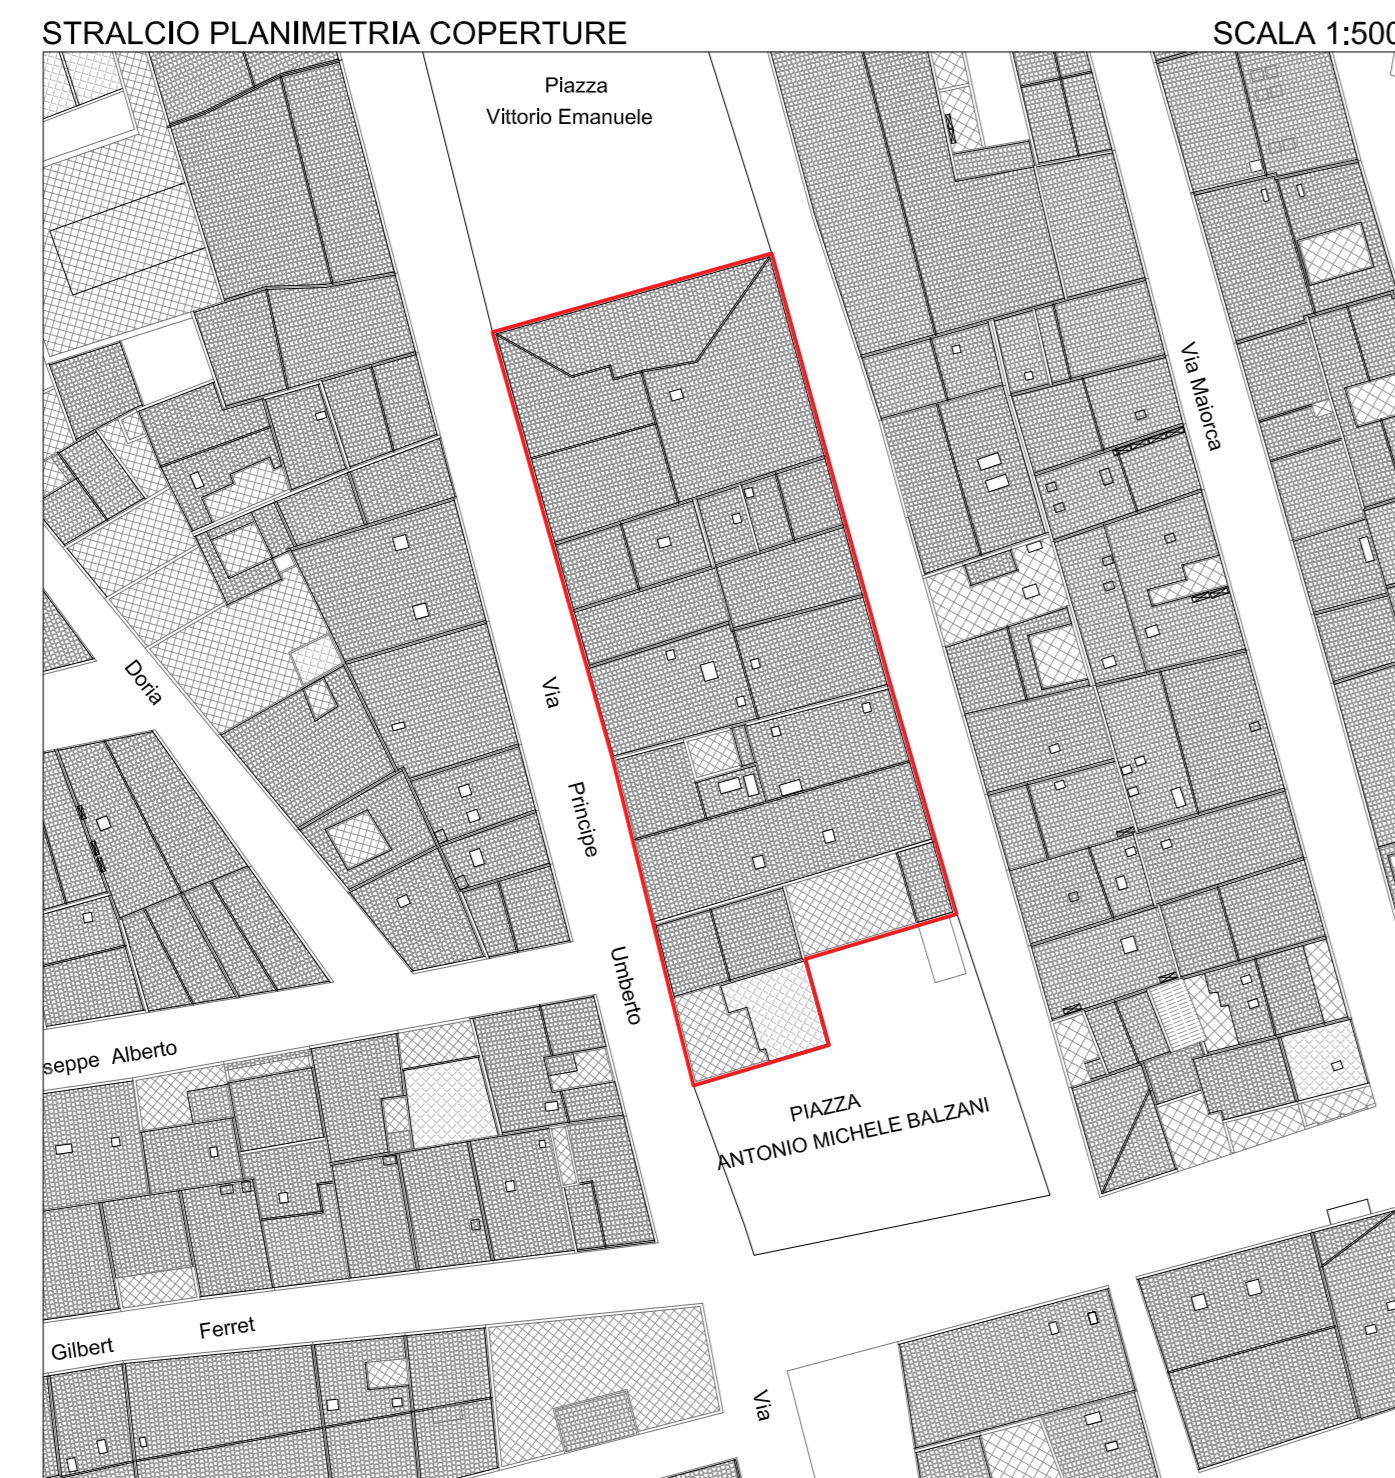 STRALCIO PLANIMETRIA COPERTURE
SCALA 1:500
Piazza
Vittorio Emanuele
Via Maiorca
Doria
Via
Principe
Umberto
seppe Alberto
PIAZZA
ANTONIO MICHELE BALZANI
Gilbert Ferret
Via